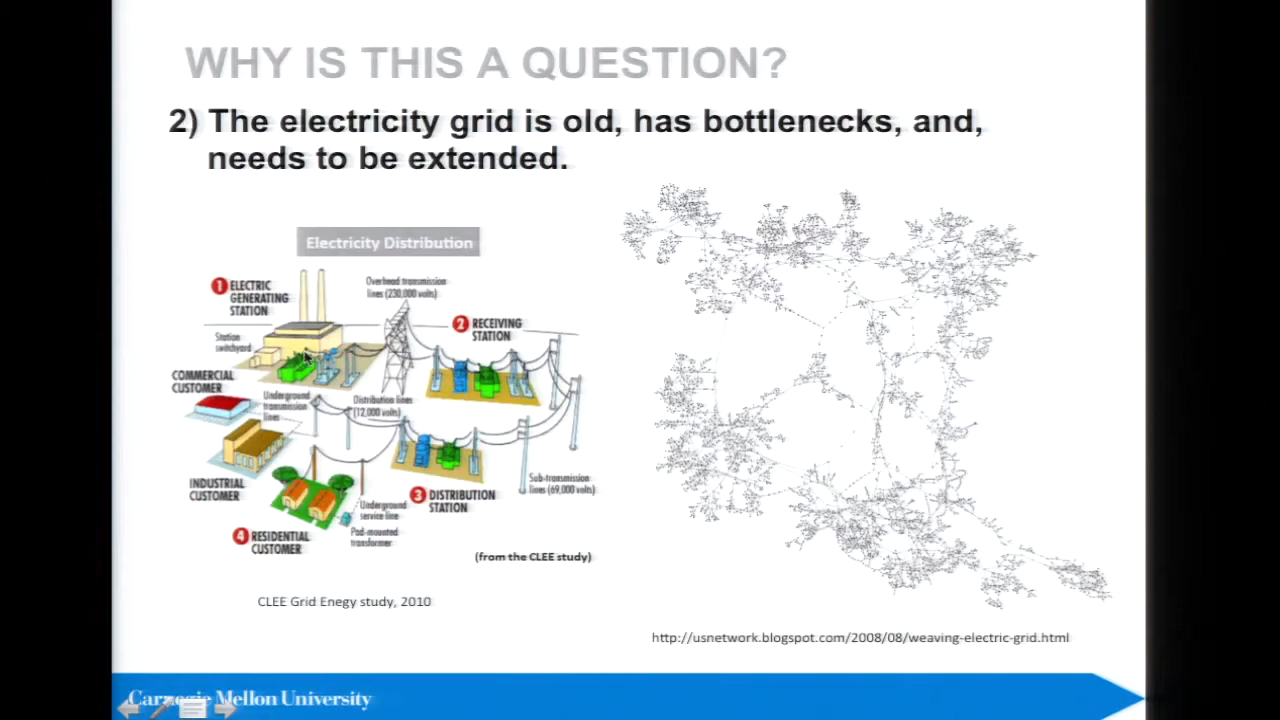 WHY IS THIS A QUESTION?
2) The electricity grid is old, has bottlenecks, and,
needs to be extended.
Electricity Distribution
1 ELECTRIC
GENERATING
STATION
Overhead transmission
lines (230,000 volts)
2 RECEIVING
STATION
Station
switchyard
COMMERCIAL
CUSTOMER
Underground
transmission
lines
Distribution lines
(12,000 volts)
INDUSTRIAL
CUSTOMER
3 DISTRIBUTION
STATION
Sub-transmission
lines (69,000 volts)
Underground
service line
Pad-mounted
transformer
4 RESIDENTIAL
CUSTOMER
(from the CLEE study)
CLEE Grid Enegy study, 2010
http://usnetwork.blogspot.com/2008/08/weaving-electric-grid.html
Carnegie Mellon University